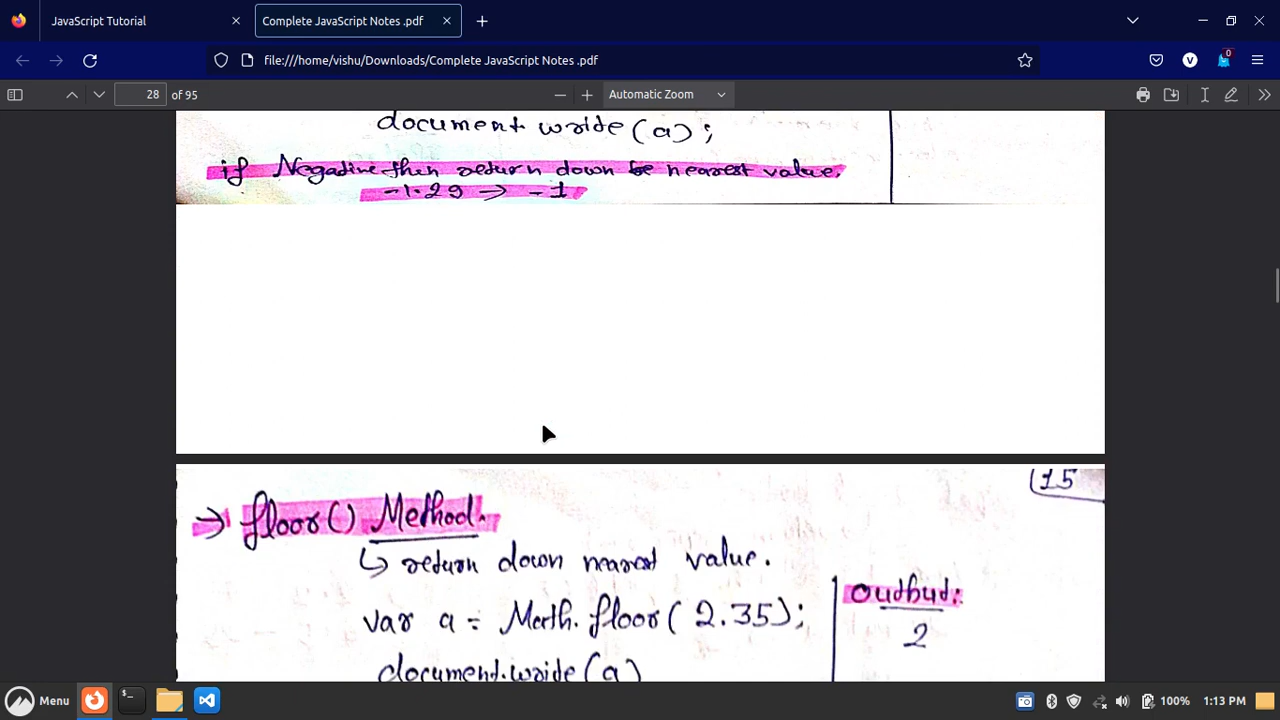 JavaScript Tutorial
Complete JavaScript Notes .pdf
file:///home/vishu/Downloads/Complete JavaScript Notes .pdf
V
0
28 of 95
Automatic Zoom
document.write(a);
if Negative then return down be nearest value.
-1.29 → -1
(15
→ floor() Method.
↳ return down nearest value.
var a = Math.floor( 2.35);
output:
2
document.write(a)
Menu
100%
1:13 PM